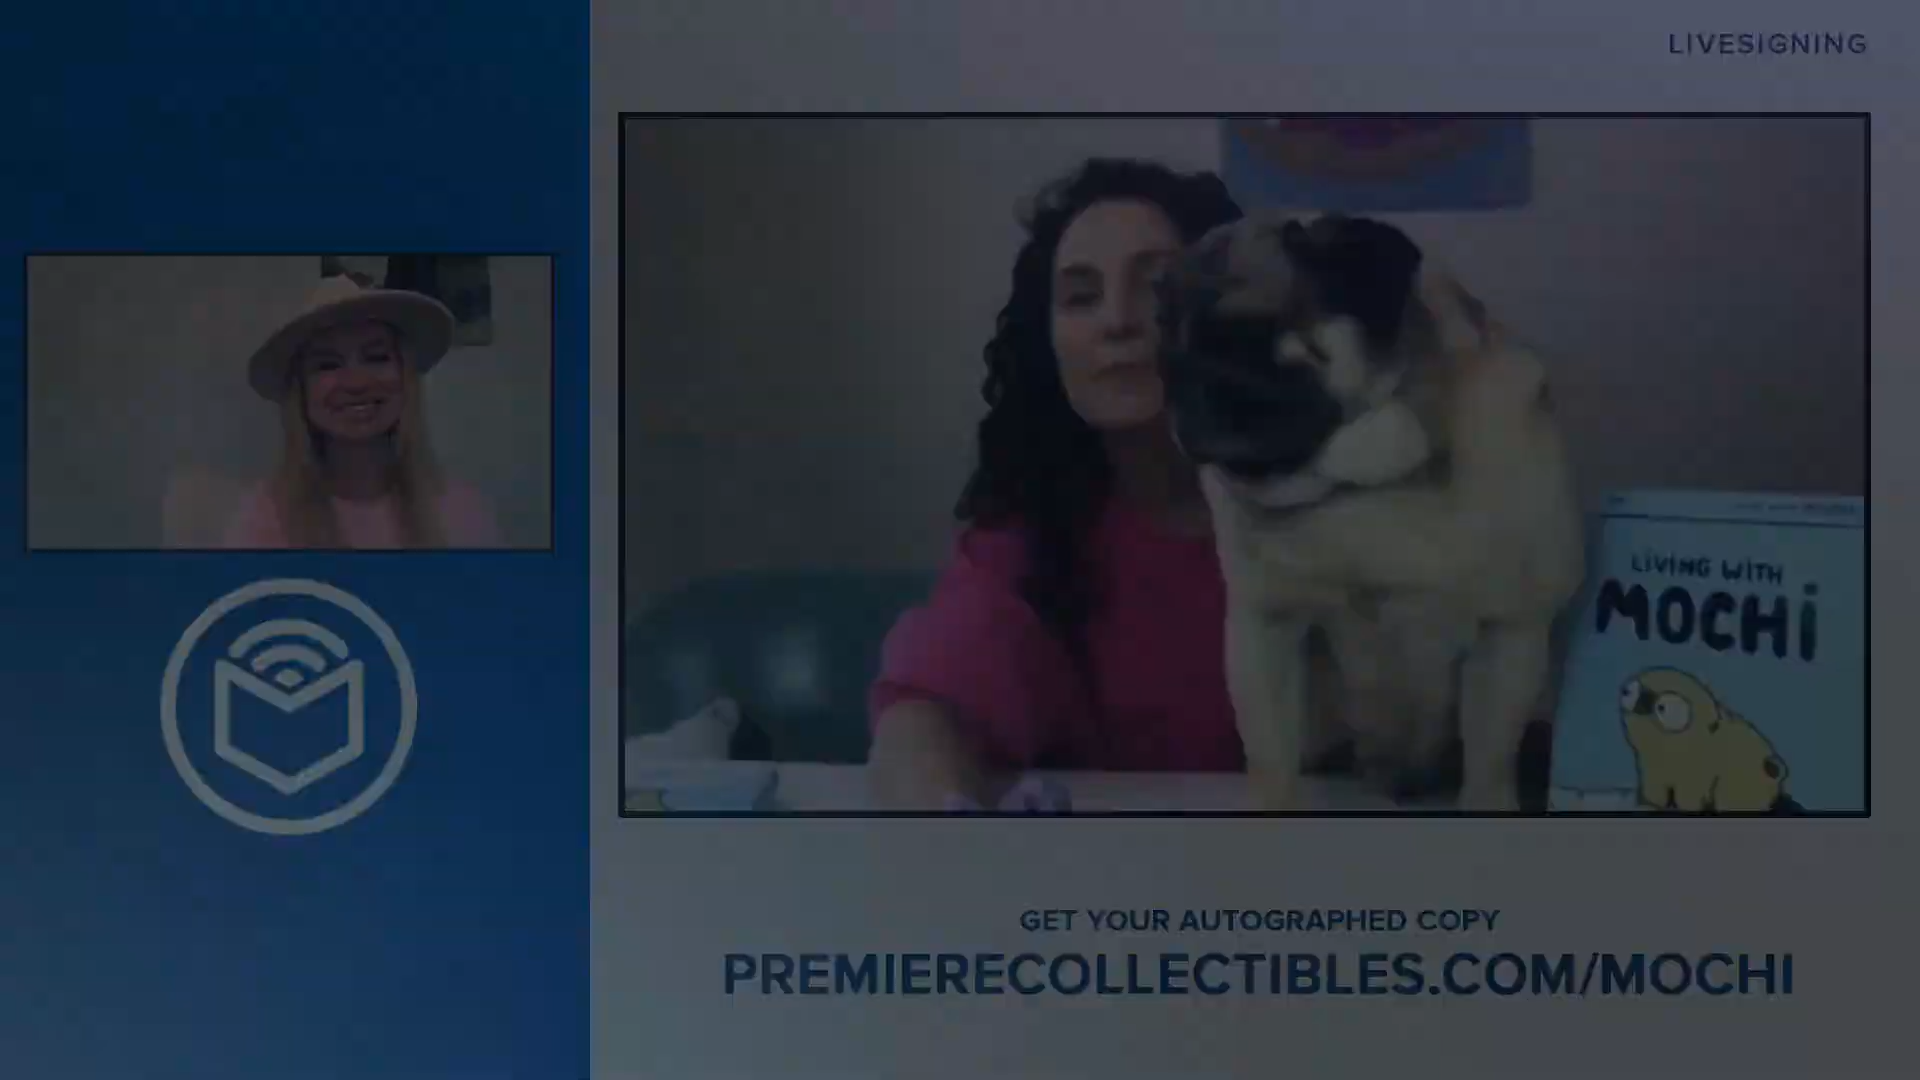 LIVESIGNING
LIVING WITH
MOCHI
GET YOUR AUTOGRAPHED COPY
PREMIERECOLLECTIBLES.COM/MOCHI